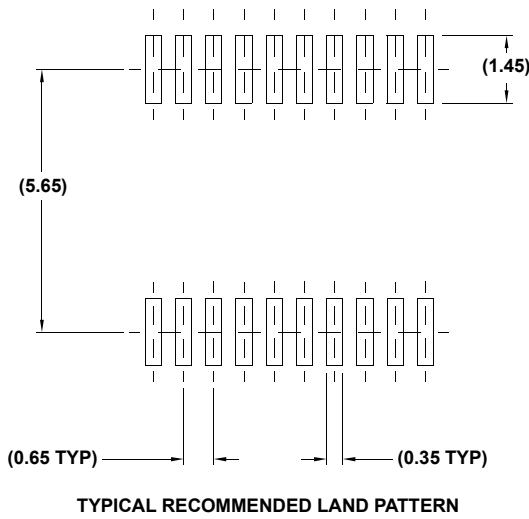 (1.45)
(5.65)
(0.65 TYP)
(0.35 TYP)
TYPICAL RECOMMENDED LAND PATTERN